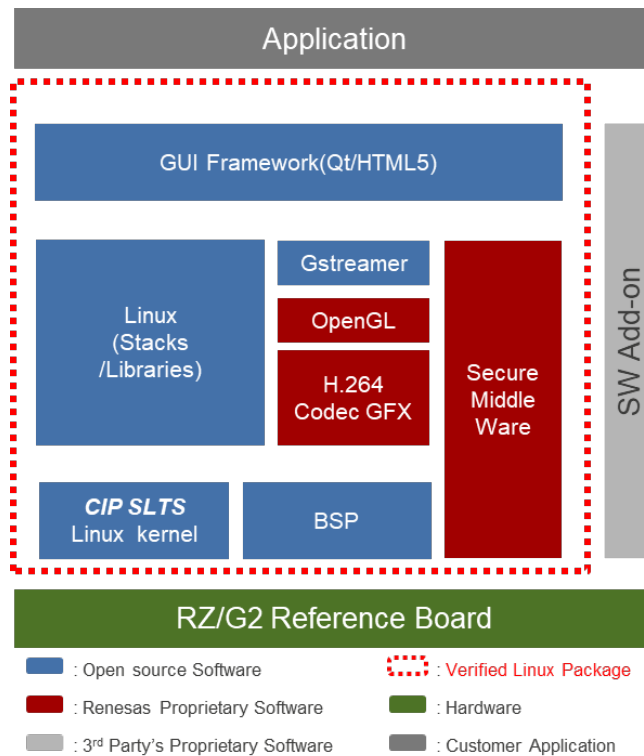 Application
GUI Framework(Qt/HTML5)
Linux
(Stacks
/Libraries)
Gstreamer
OpenGL
H.264
Codec GFX
Secure
Middle
Ware
SW Add-on
CIP SLTS
Linux kernel
BSP
RZ/G2 Reference Board
: Open source Software
: Verified Linux Package
: Renesas Proprietary Software
: Hardware
: 3rd Party's Proprietary Software
: Customer Application